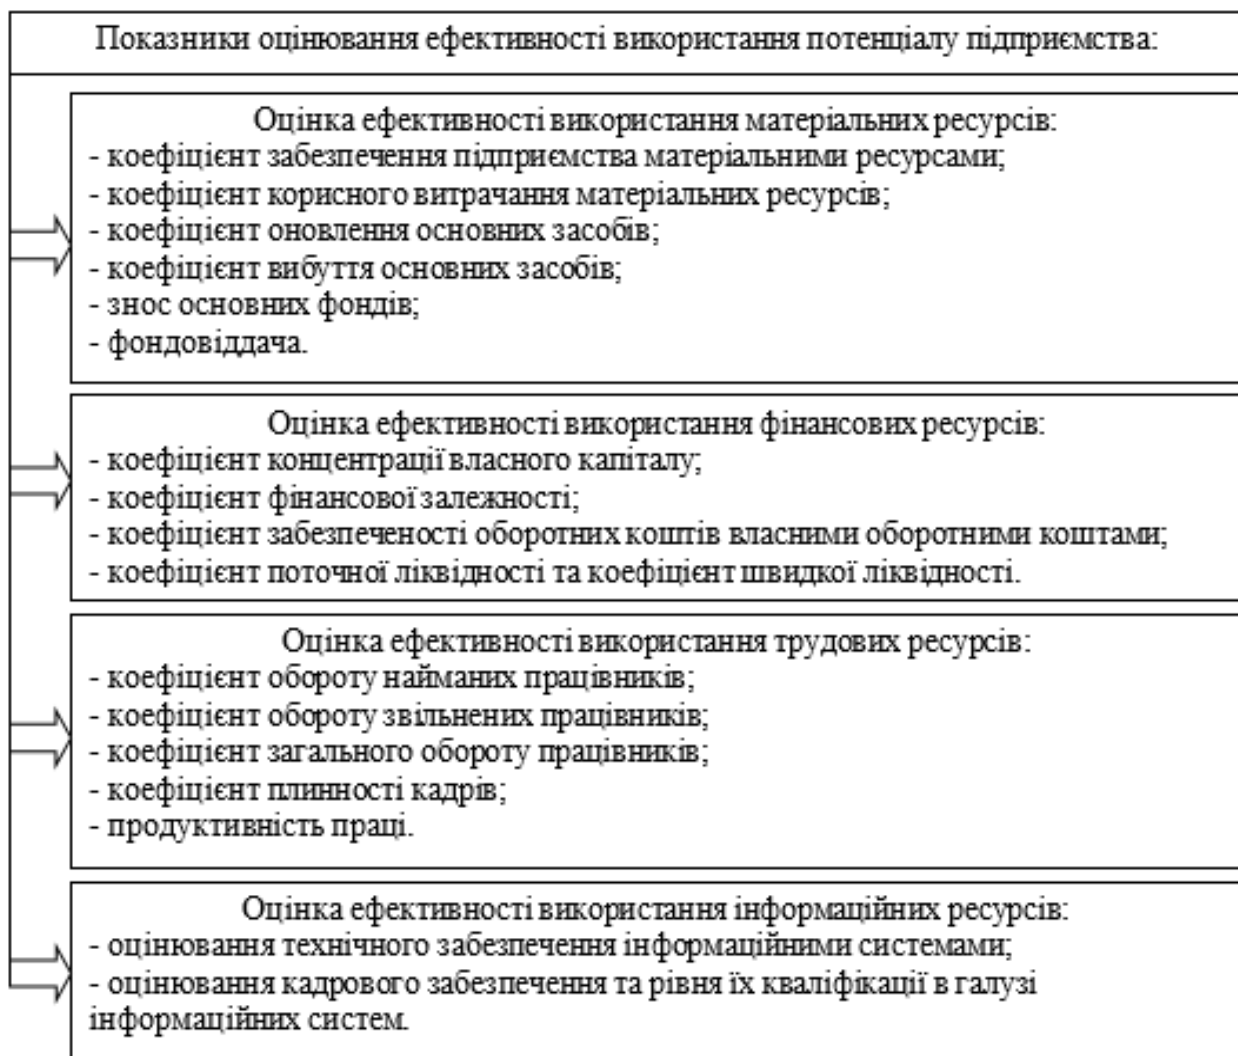 Показники оцінювання ефективності використання потенціалу підприємства:
Оцінка ефективності використання матеріальних ресурсів:
- коефіцієнт забезпечення підприємства матеріальними ресурсами;
- коефіцієнт корисного витрачання матеріальних ресурсів;
- коефіцієнт оновлення основних засобів;
- коефіцієнт вибуття основних засобів;
- знос основних фондів;
- фондовіддача.
Оцінка ефективності використання фінансових ресурсів:
- коефіцієнт концентрації власного капіталу;
- коефіцієнт фінансової залежності;
- коефіцієнт забезпеченості оборотних коштів власними оборотними коштами;
- коефіцієнт поточної ліквідності та коефіцієнт швидкої ліквідності.
Оцінка ефективності використання трудових ресурсів:
- коефіцієнт обороту найманих працівників;
- коефіцієнт обороту звільнених працівників;
- коефіцієнт загального обороту працівників;
- коефіцієнт плинності кадрів;
- продуктивність праці.
Оцінка ефективності використання інформаційних ресурсів:
- оцінювання технічного забезпечення інформаційними системами;
- оцінювання кадрового забезпечення та рівня їх кваліфікації в галузі
інформаційних систем.